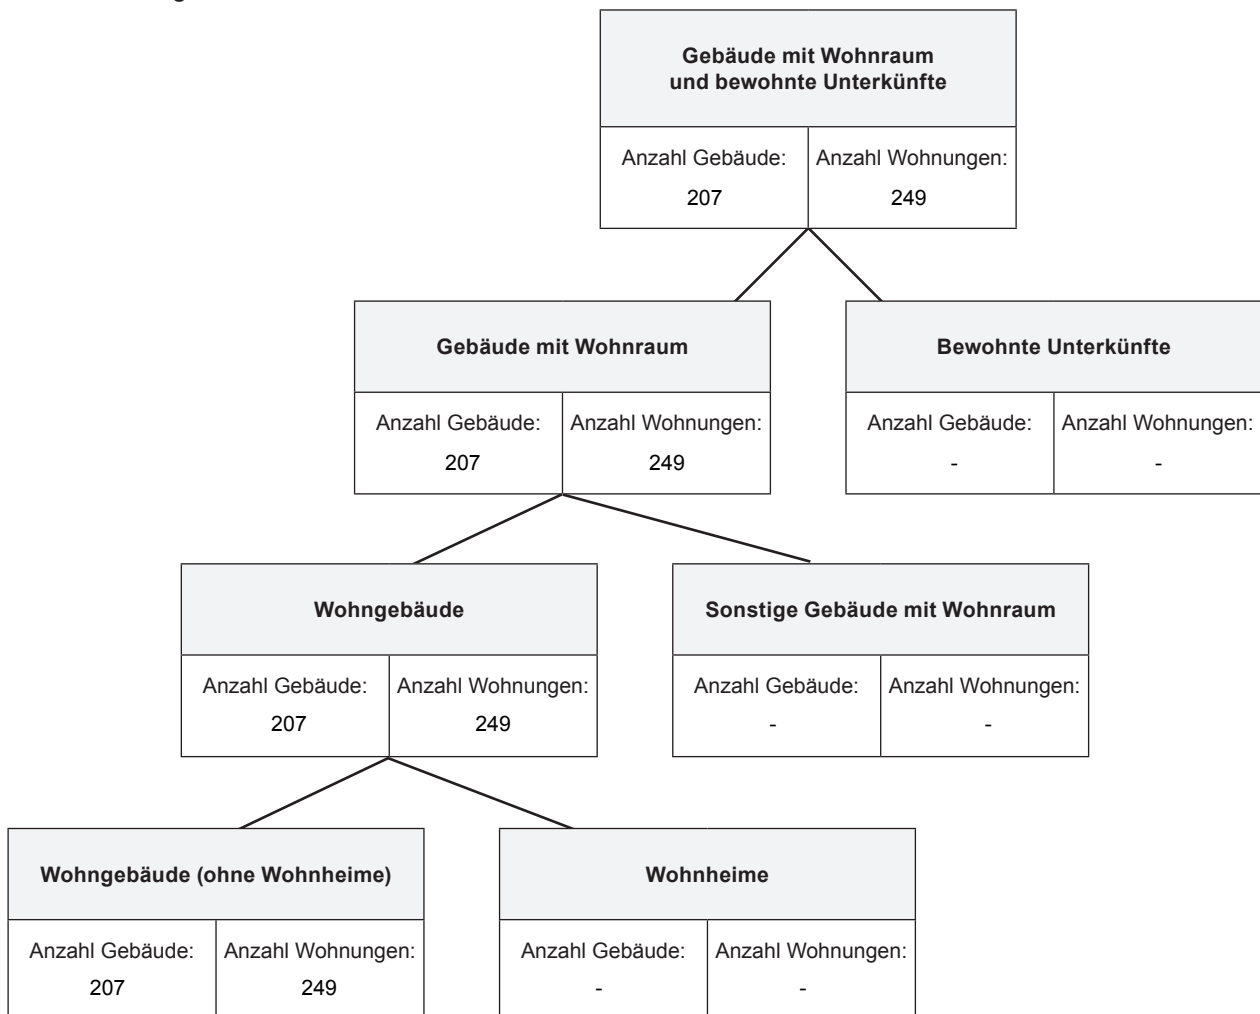 Gebäude mit Wohnraum
und bewohnte Unterkünfte
Anzahl Gebäude: Anzahl Wohnungen:
207 249
Gebäude mit Wohnraum
Anzahl Gebäude: Anzahl Wohnungen:
207 249
Bewohnte Unterkünfte
Anzahl Gebäude: Anzahl Wohnungen:
- -
Wohngebäude
Anzahl Gebäude: Anzahl Wohnungen:
207 249
Sonstige Gebäude mit Wohnraum
Anzahl Gebäude: Anzahl Wohnungen:
- -
Wohngebäude (ohne Wohnheime)
Anzahl Gebäude: Anzahl Wohnungen:
207 249
Wohnheime
Anzahl Gebäude: Anzahl Wohnungen:
- -